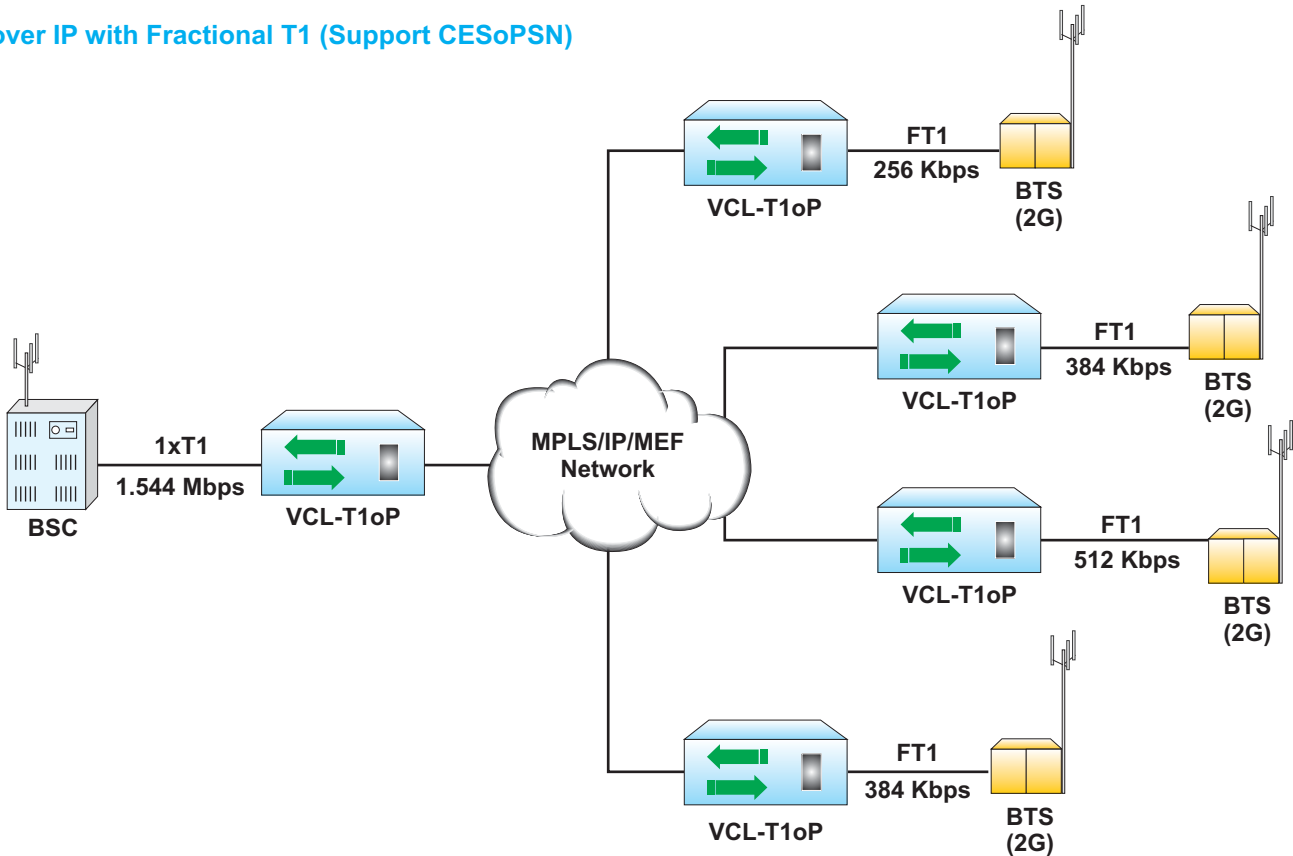 over IP with Fractional T1 (Support CESoPSN)
FT1
256 Kbps
VCL-T1oP
BTS
(2G)
FT1
384 Kbps
VCL-T1oP
BTS
(2G)
1xT1
1.544 Mbps
BSC
VCL-T1oP
MPLS/IP/MEF
Network
FT1
512 Kbps
VCL-T1oP
BTS
(2G)
FT1
384 Kbps
VCL-T1oP
BTS
(2G)